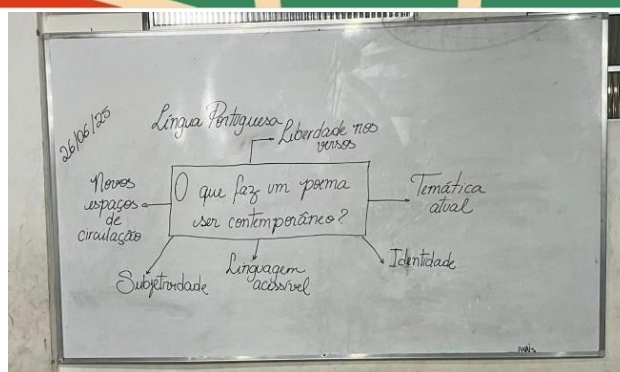 26/06/25
Língua Portuguesa
Liberdade nos
versos
O que faz um poema
ser contemporâneo?
Temática
atual
Identidade
Linguagem
acessível
Subjetividade
Novos
espaços
de
circulação
mais